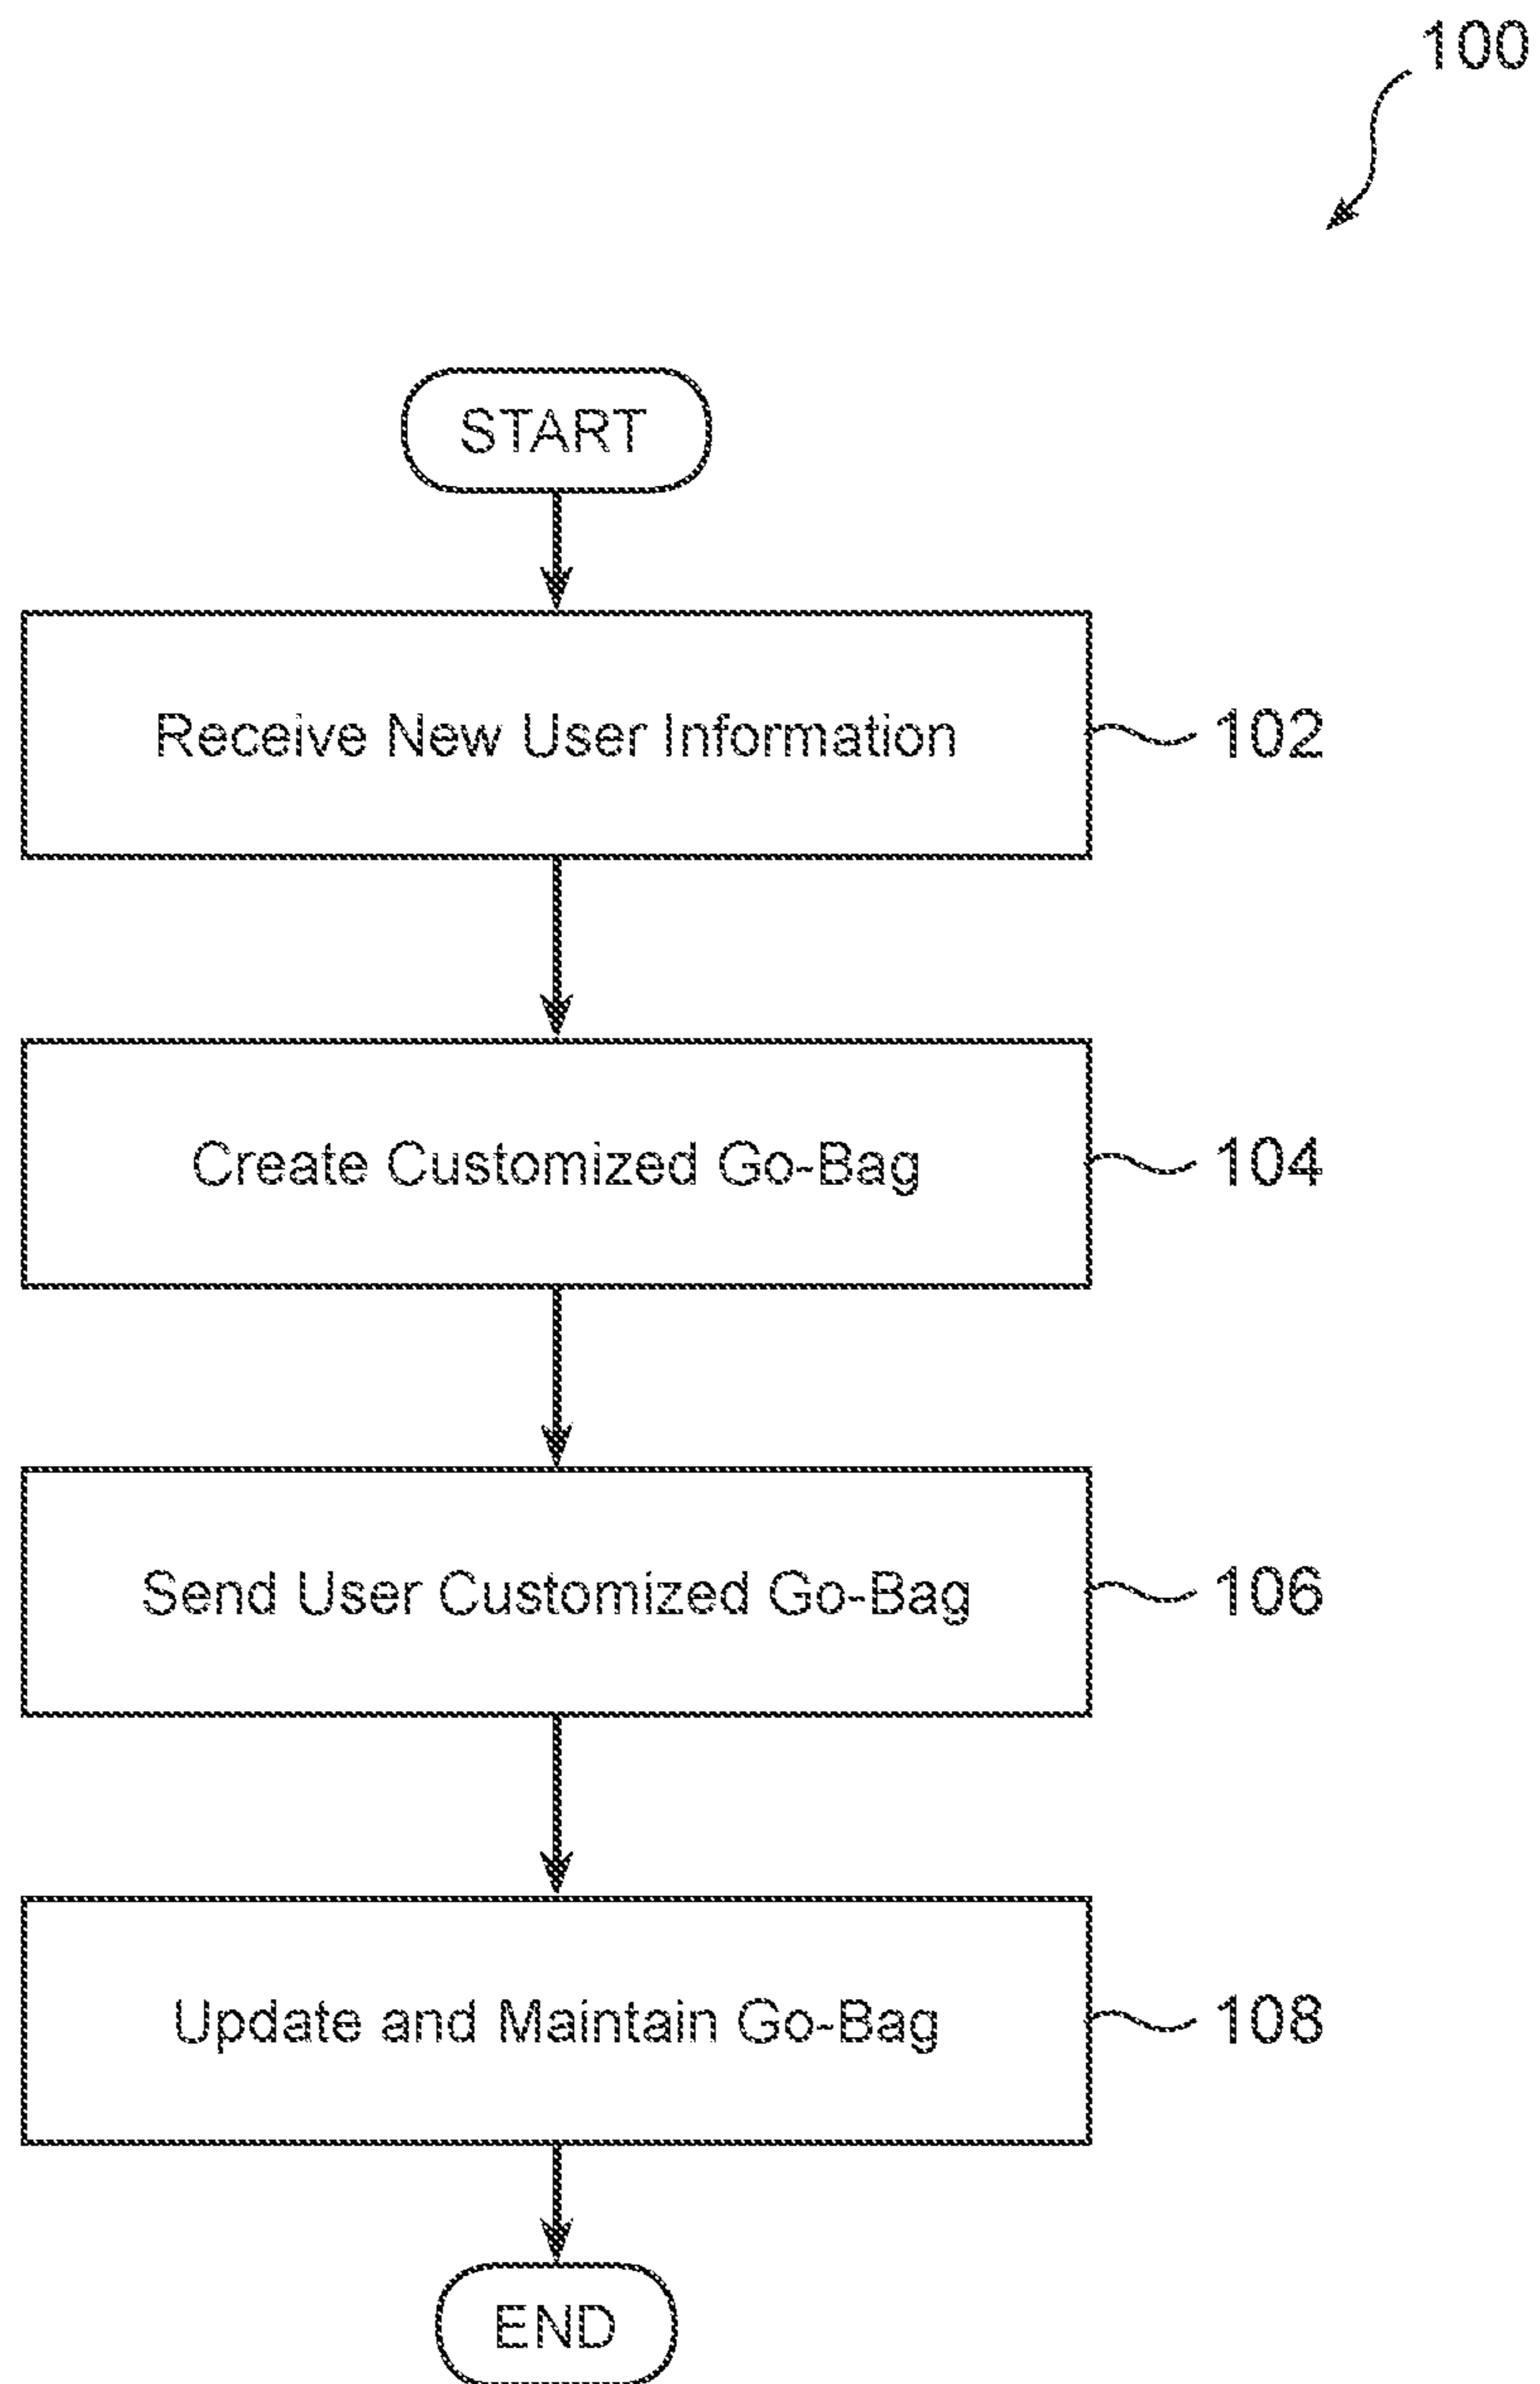 100
START
Receive New User Information 102
Create Customized Go-Bag 104
Send User Customized Go-Bag 106
Update and Maintain Go-Bag 108
END